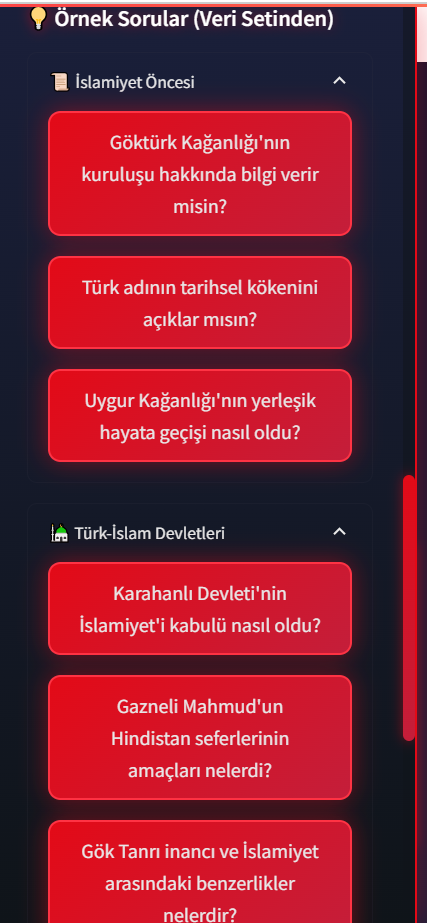 Örnek Sorular (Veri Setinden)
İslamiyet Öncesi
Göktürk Kağanlığı'nın
kuruluşu hakkında bilgi verir
misin?
Türk adının tarihsel kökenini
açıklar mısın?
Uygur Kağanlığı'nın yerleşik
hayata geçişi nasıl oldu?
Türk-İslam Devletleri
Karahanlı Devleti'nin
İslamiyet'i kabulü nasıl oldu?
Gazneli Mahmud'un
Hindistan seferlerinin
amaçları nelerdi?
Gök Tanrı inancı ve İslamiyet
arasındaki benzerlikler
nelerdir?